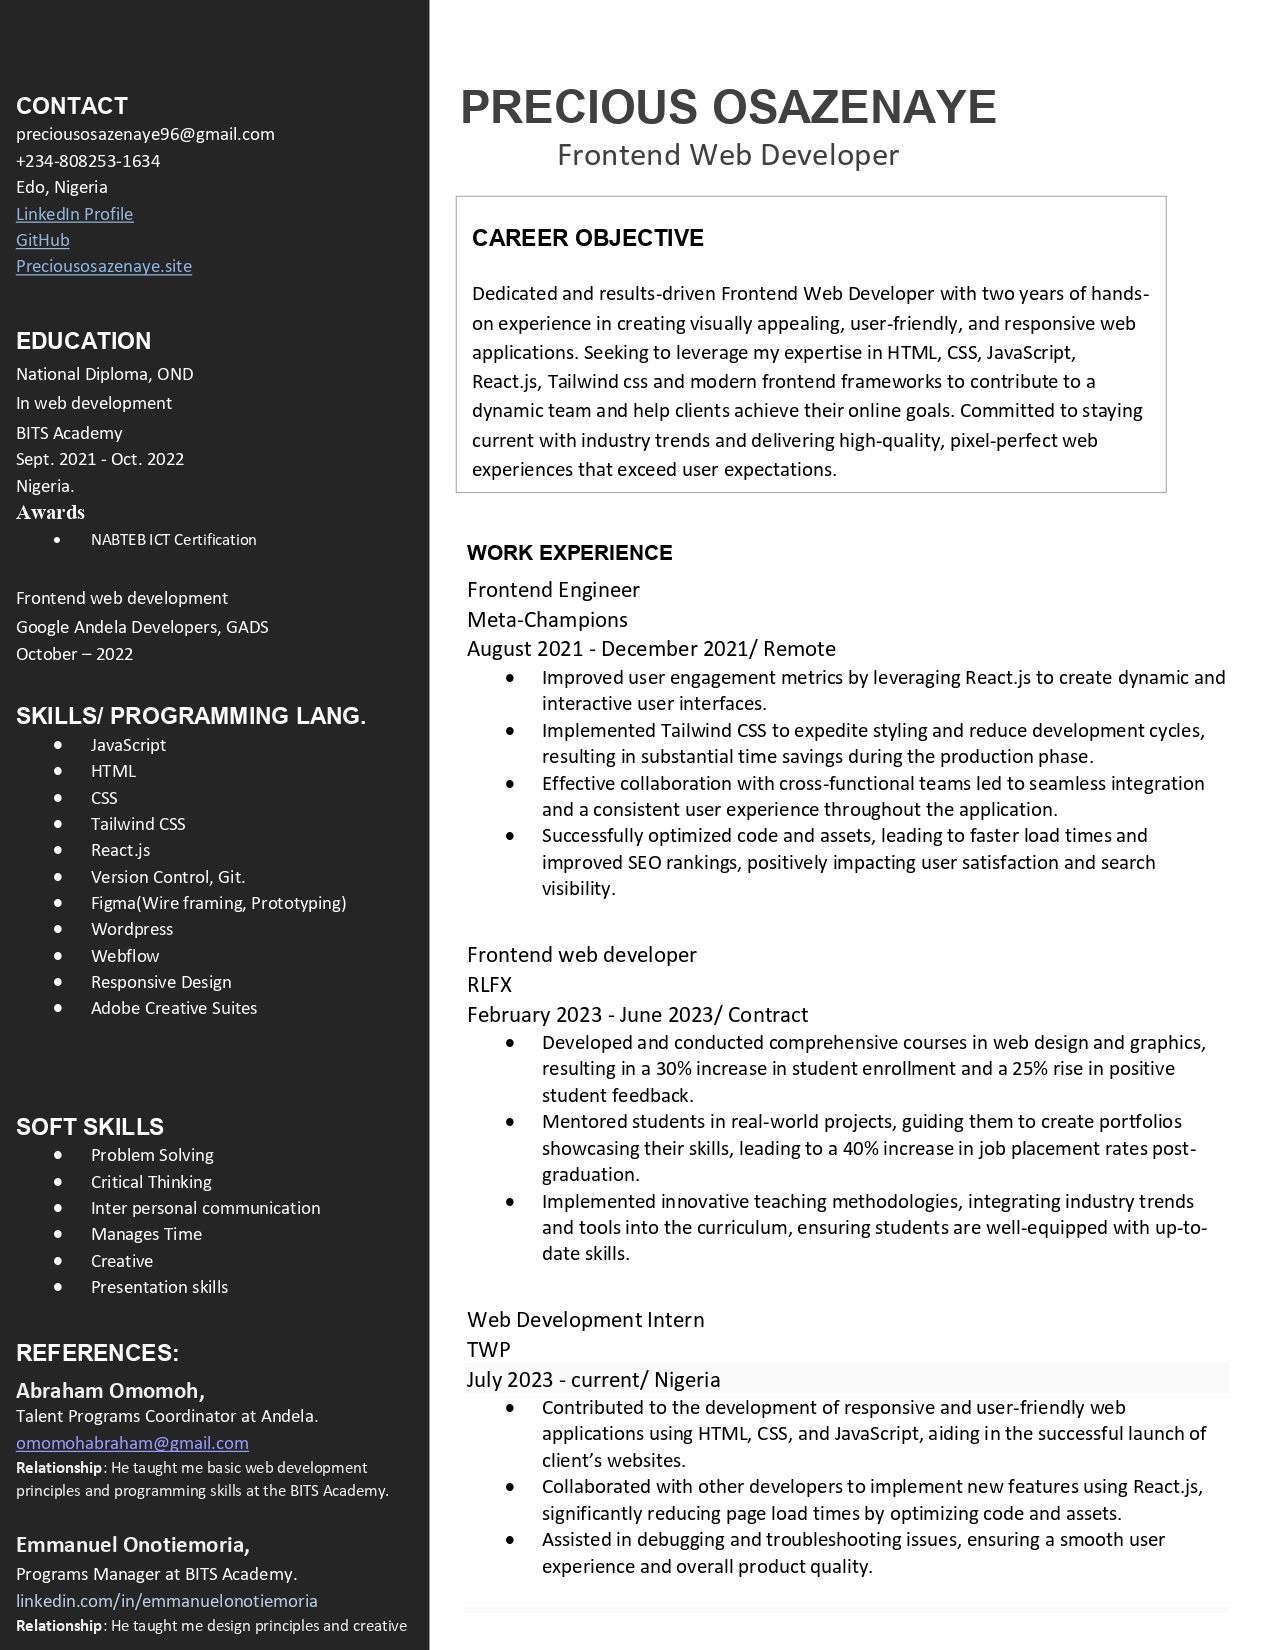 CONTACT
preciousosazenaye96@gmail.com
+234-808253-1634
Edo, Nigeria
LinkedIn Profile
GitHub
Preciousosazenaye.site
EDUCATION
National Diploma, OND
In web development
BITS Academy
Sept. 2021 - Oct. 2022
Nigeria.
Awards
• NABTEB ICT Certification
Frontend web development
Google Andela Developers, GADS
October – 2022
SKILLS/ PROGRAMMING LANG.
• JavaScript
• HTML
• CSS
• Tailwind CSS
• React.js
• Version Control, Git.
• Figma(Wire framing, Prototyping)
• Wordpress
• Webflow
• Responsive Design
• Adobe Creative Suites
SOFT SKILLS
• Problem Solving
• Critical Thinking
• Inter personal communication
• Manages Time
• Creative
• Presentation skills
REFERENCES:
Abraham Omomoh,
Talent Programs Coordinator at Andela.
omomohabraham@gmail.com
Relationship: He taught me basic web development
principles and programming skills at the BITS Academy.
Emmanuel Onotiemoria,
Programs Manager at BITS Academy.
linkedin.com/in/emmanuelonotiemoria
Relationship: He taught me design principles and creative
PRECIOUS OSAZENAYE
Frontend Web Developer
CAREER OBJECTIVE
Dedicated and results-driven Frontend Web Developer with two years of hands-
on experience in creating visually appealing, user-friendly, and responsive web
applications. Seeking to leverage my expertise in HTML, CSS, JavaScript,
React.js, Tailwind css and modern frontend frameworks to contribute to a
dynamic team and help clients achieve their online goals. Committed to staying
current with industry trends and delivering high-quality, pixel-perfect web
experiences that exceed user expectations.
WORK EXPERIENCE
Frontend Engineer
Meta-Champions
August 2021 - December 2021/ Remote
• Improved user engagement metrics by leveraging React.js to create dynamic and
interactive user interfaces.
• Implemented Tailwind CSS to expedite styling and reduce development cycles,
resulting in substantial time savings during the production phase.
• Effective collaboration with cross-functional teams led to seamless integration
and a consistent user experience throughout the application.
• Successfully optimized code and assets, leading to faster load times and
improved SEO rankings, positively impacting user satisfaction and search
visibility.
Frontend web developer
RLFX
February 2023 - June 2023/ Contract
• Developed and conducted comprehensive courses in web design and graphics,
resulting in a 30% increase in student enrollment and a 25% rise in positive
student feedback.
• Mentored students in real-world projects, guiding them to create portfolios
showcasing their skills, leading to a 40% increase in job placement rates post-
graduation.
• Implemented innovative teaching methodologies, integrating industry trends
and tools into the curriculum, ensuring students are well-equipped with up-to-
date skills.
Web Development Intern
TWP
July 2023 - current/ Nigeria
• Contributed to the development of responsive and user-friendly web
applications using HTML, CSS, and JavaScript, aiding in the successful launch of
client’s websites.
• Collaborated with other developers to implement new features using React.js,
significantly reducing page load times by optimizing code and assets.
• Assisted in debugging and troubleshooting issues, ensuring a smooth user
experience and overall product quality.